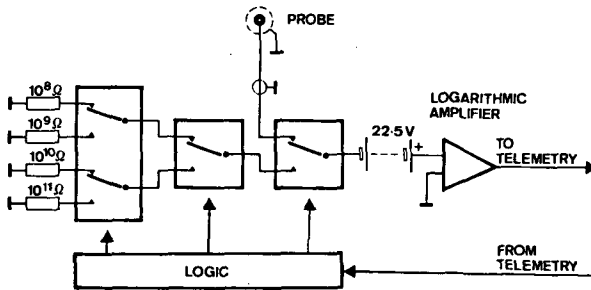 PROBE
10⁸Ω
10⁹Ω
10¹⁰Ω
10¹¹Ω
22·5V
+
LOGARITHMIC
AMPLIFIER
TO
TELEMETRY
LOGIC
FROM
TELEMETRY